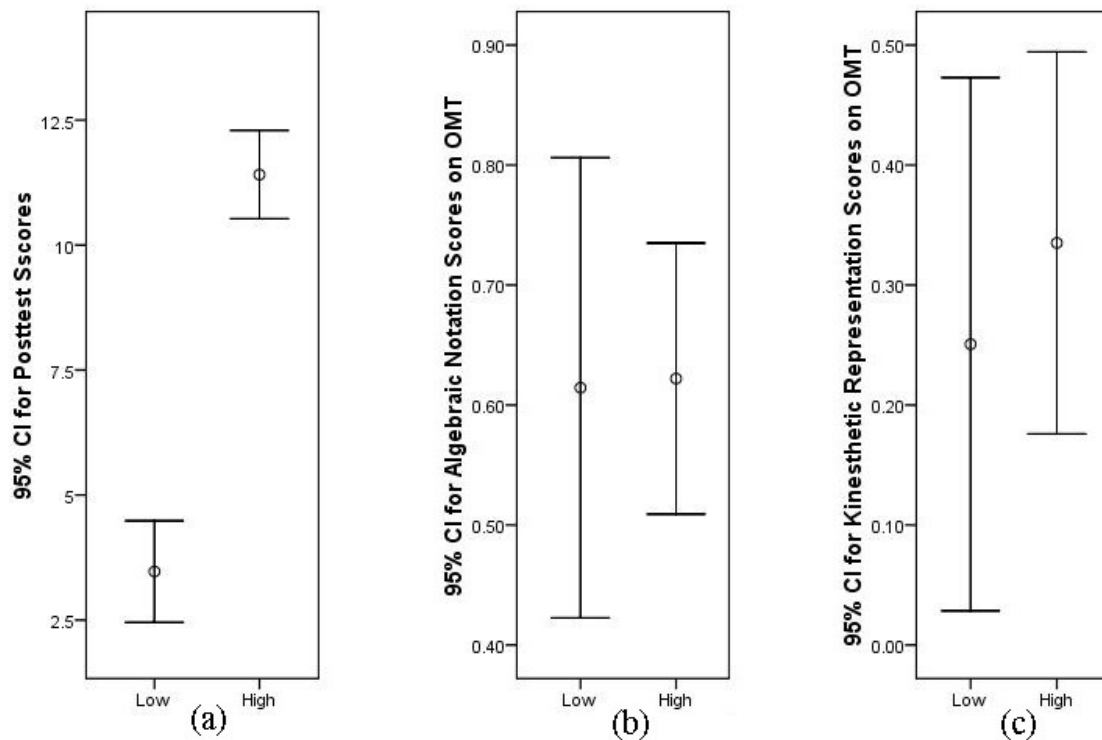 95% CI for Posttest Sscores
12.5
10
7.5
5
2.5
Low
High
(a)
95% CI for Algebraic Notation Scores on OMT
0.90
0.80
0.70
0.60
0.50
0.40
Low
High
(b)
95% CI for Kinesthetic Representation Scores on OMT
0.50
0.40
0.30
0.20
0.10
0.00
Low
High
(c)